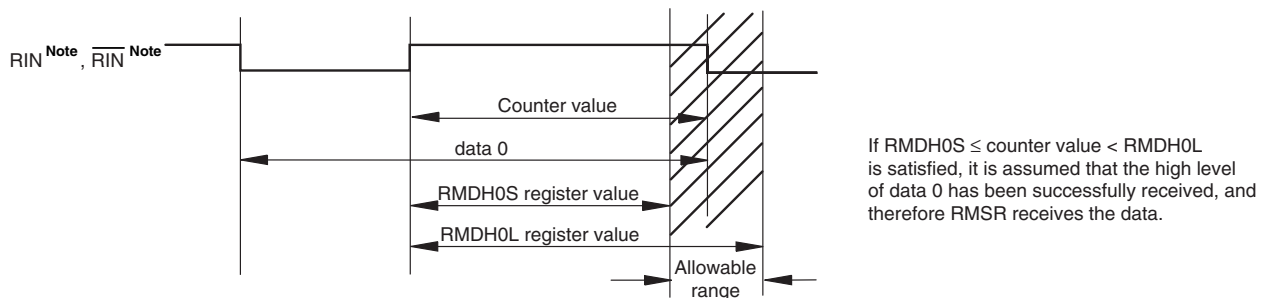 RIN Note, RIN Note
Counter value
data 0
RMDH0S register value
RMDH0L register value
Allowable
range
If RMDH0S ≤ counter value < RMDH0L
is satisfied, it is assumed that the high level
of data 0 has been successfully received, and
therefore RMSR receives the data.